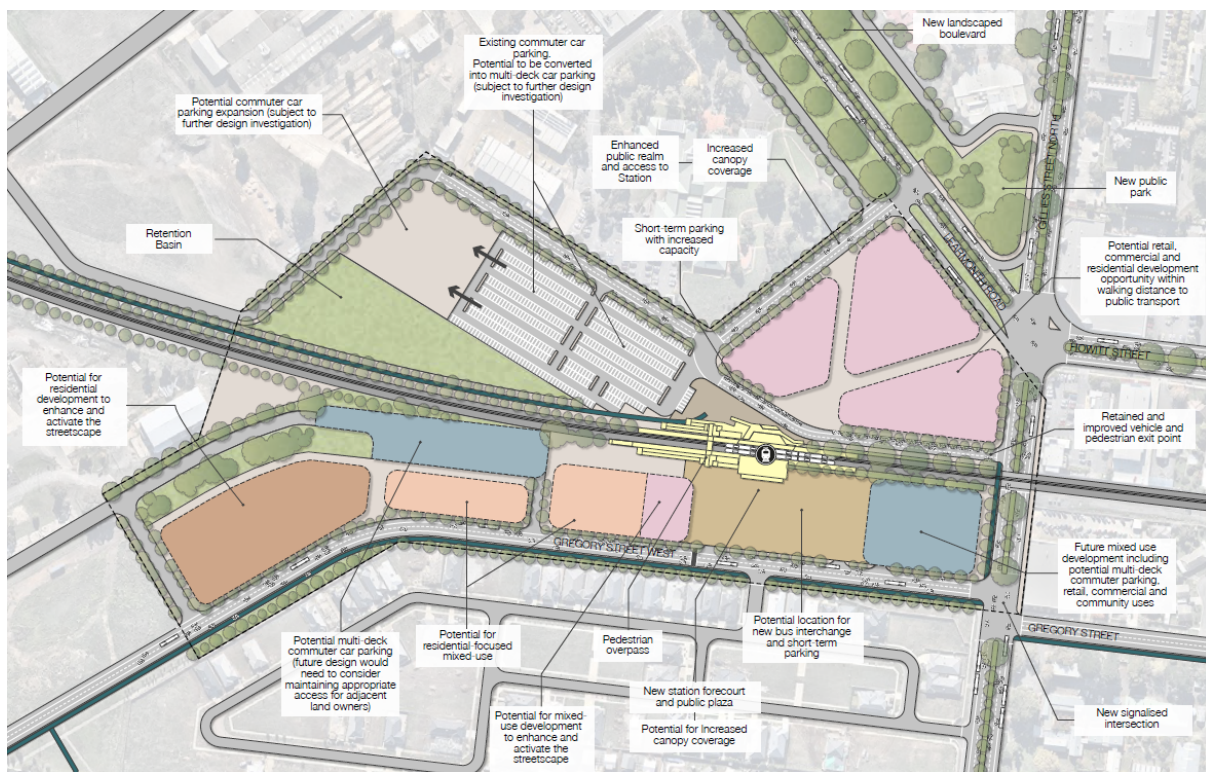 New landscaped
boulevard
Existing commuter car
parking.
Potential to be converted
into multi-deck car parking
(subject to further design
investigation)
Potential commuter car
parking expansion (subject to
further design investigation)
Enhanced
public realm
and access to
Station
Increased
canopy
coverage
GILLIES STREET NORTH
New public
park
Retention
Basin
Short-term parking
with increased
capacity
LEARMONTH ROAD
Potential retail,
commercial and
residential development
opportunity within
walking distance to
public transport
HOWITT STREET
Potential for
residential
development to
enhance and
activate the
streetscape
Retained and
improved vehicle and
pedestrian exit point
GREGORY STREET WEST
Future mixed use
development including
potential multi-deck
commuter parking,
retail, commercial and
community uses
Potential multi-deck
commuter car parking
(future design would
need to consider
maintaining appropriate
access for adjacent
land owners)
Potential for
residential-focused
mixed-use
Pedestrian
overpass
Potential location for
new bus interchange
and short-term
parking
GREGORY STREET
Potential for mixed-
use development
to enhance and
activate the
streetscape
New station forecourt
and public plaza
Potential for increased
canopy coverage
New signalised
intersection